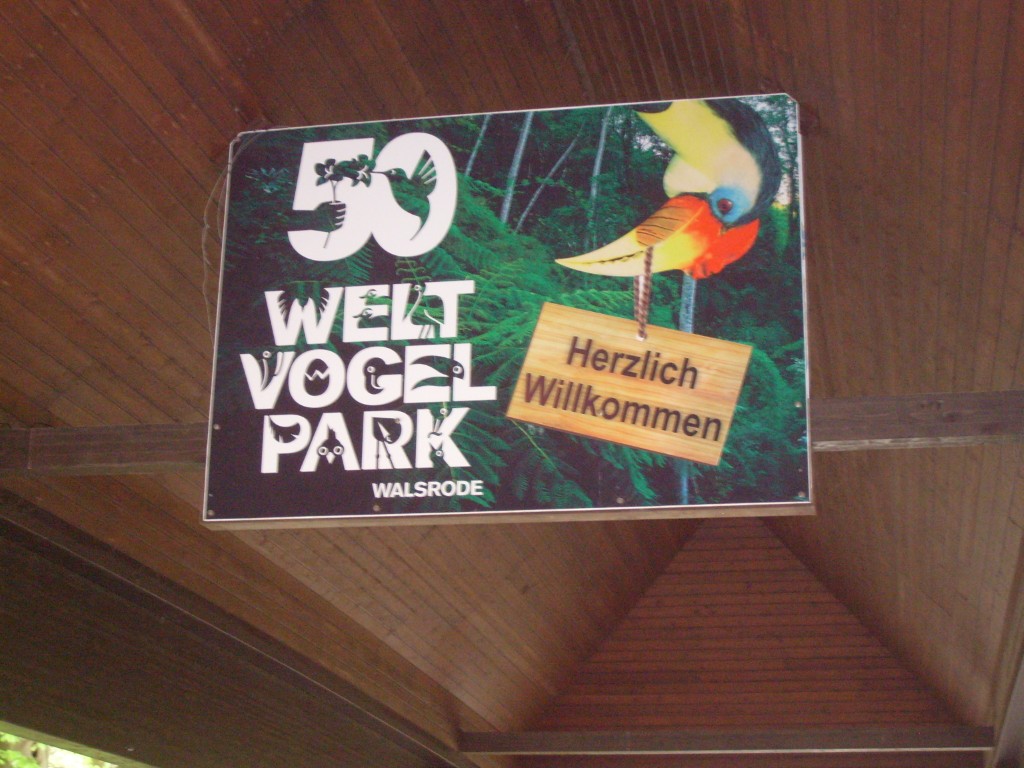 50
WELT
VOGEL
PARK
WALSRODE
Herzlich
Willkommen